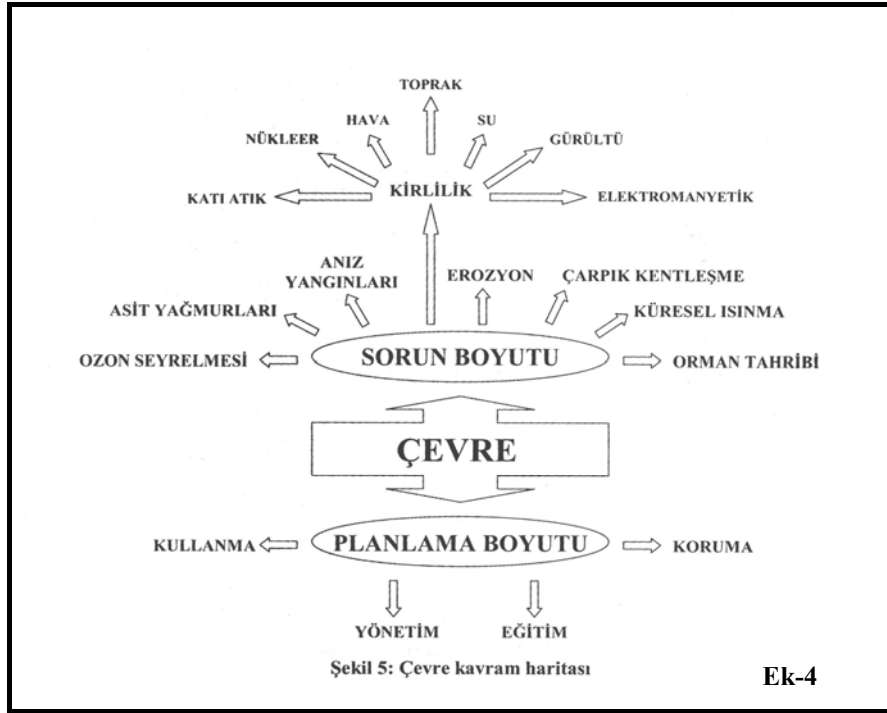 TOPRAK
HAVA
SU
NÜKLEER
GÜRÜLTÜ
KİRLİLİK
KATI ATIK
ELEKTROMANYETİK
ANIZ
YANGINLARI
EROZYON
ÇARPIK KENTLEŞME
ASİT YAĞMURLARI
KÜRESEL ISINMA
SORUN BOYUTU
OZON SEYRELMESİ
ORMAN TAHRİBİ
ÇEVRE
KULLANMA
PLANLAMA BOYUTU
KORUMA
YÖNETİM
EĞİTİM
Şekil 5: Çevre kavram haritası
Ek-4